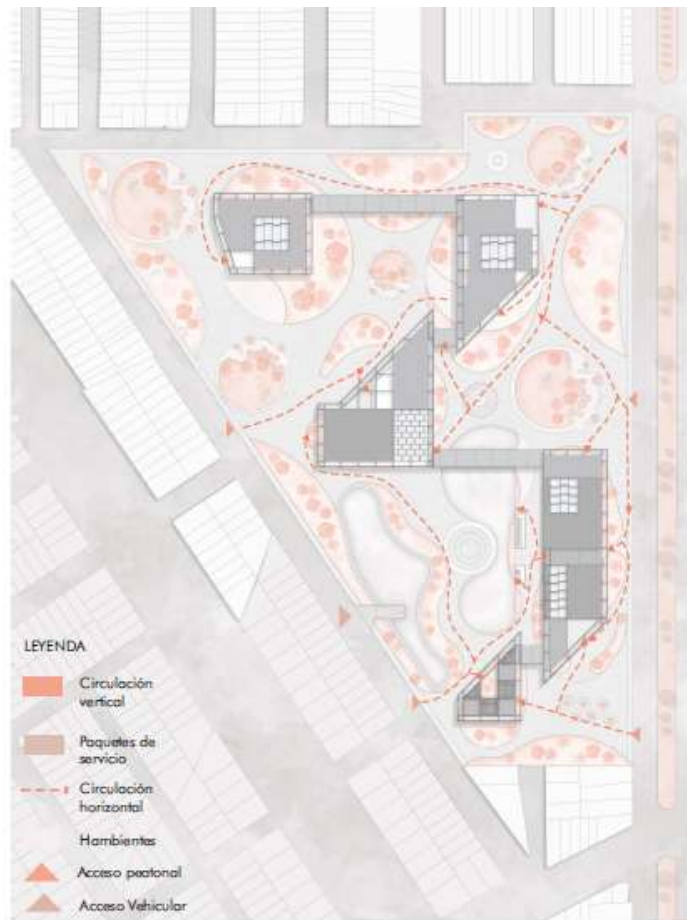 LEYENDA
Circulación
vertical
Paquetes de
servicio
Circulación
horizontal
Hambientes
Acceso peatonal
Acceso Vehicular